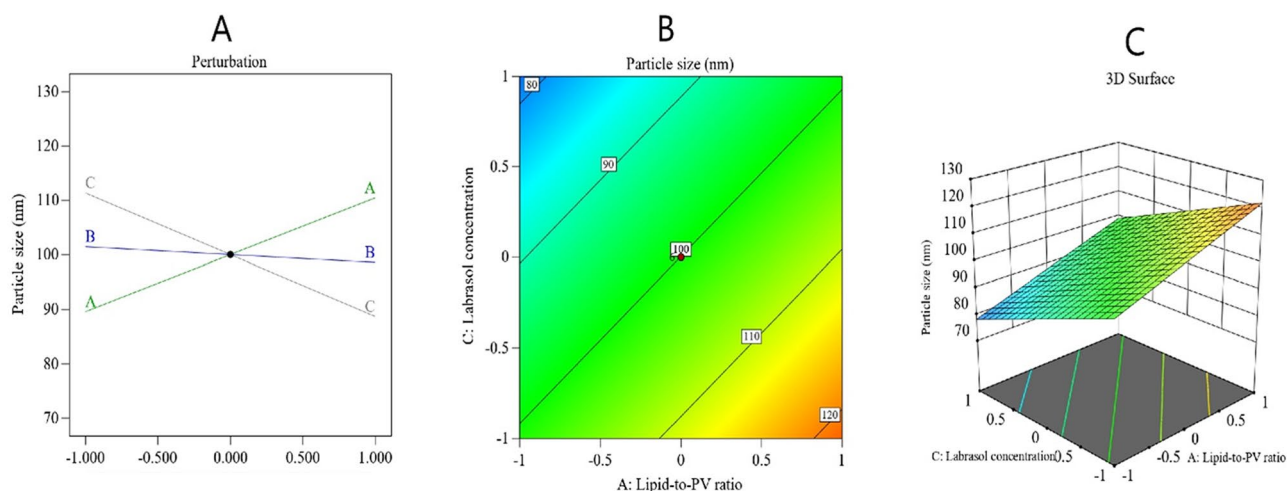 A
Perturbation
Particle size (nm)
130
120
110
100
90
80
70
C
B
A
A
B
C
-1.000
-0.500
0.000
0.500
1.000
B
Particle size (nm)
C: Labrasol concentration
1
0.5
0
-0.5
-1
80
90
100
110
120
-1
-0.5
0
0.5
1
A: Lipid-to-PV ratio
C
3D Surface
Particle size (nm)
130
120
110
100
90
80
70
1
0.5
0
0.5
-1
-1
-0.5
0
0.5
1
C: Labrasol concentration
A: Lipid-to-PV ratio